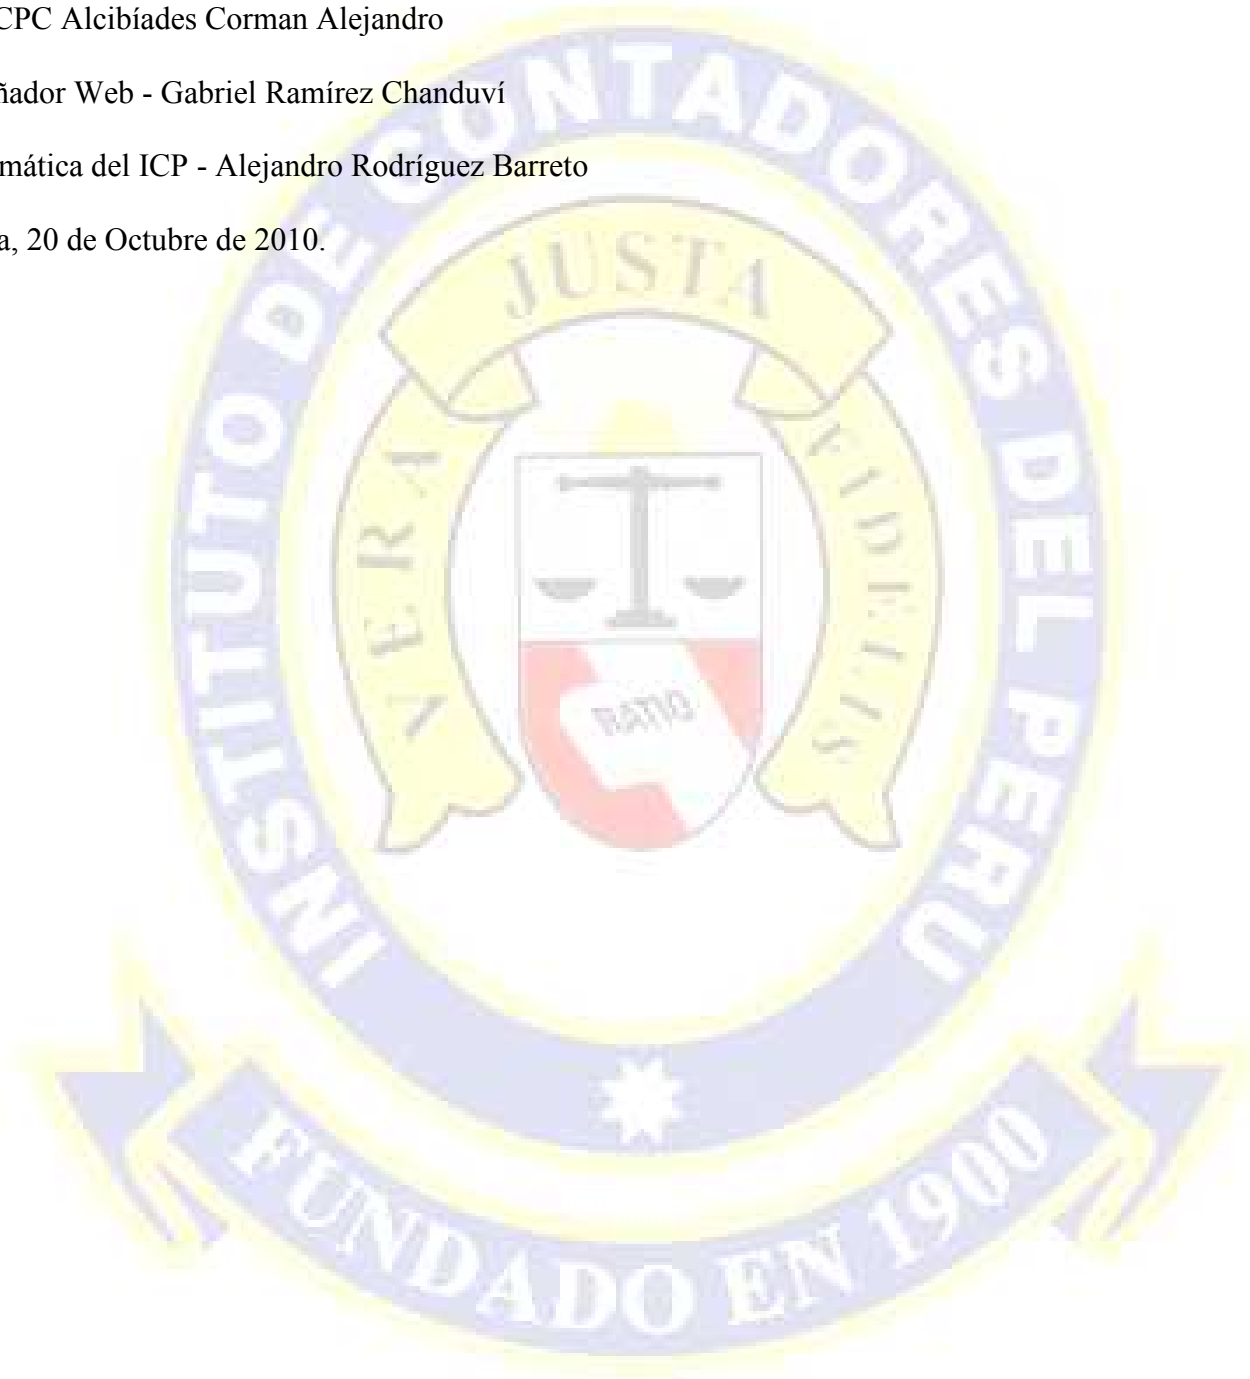 CPC Alcibíades Corman Alejandro
ñador Web - Gabriel Ramírez Chanduví
mática del ICP - Alejandro Rodríguez Barreto
a, 20 de Octubre de 2010.
INSTITUTO DE CONTADORES DEL PERU
JUSTA
VERA
FIDELIS
RATIO
FUNDADO EN 1900